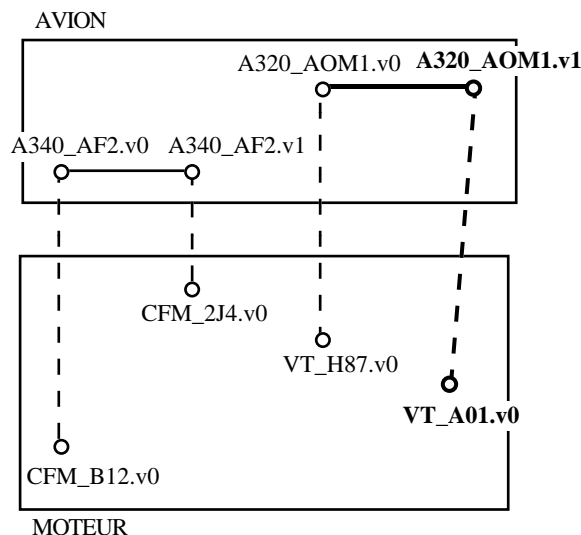 AVION
A320_AOM1.v0 A320_AOM1.v1
A340_AF2.v0 A340_AF2.v1
CFM_2J4.v0
VT_H87.v0
VT_A01.v0
CFM_B12.v0
MOTEUR